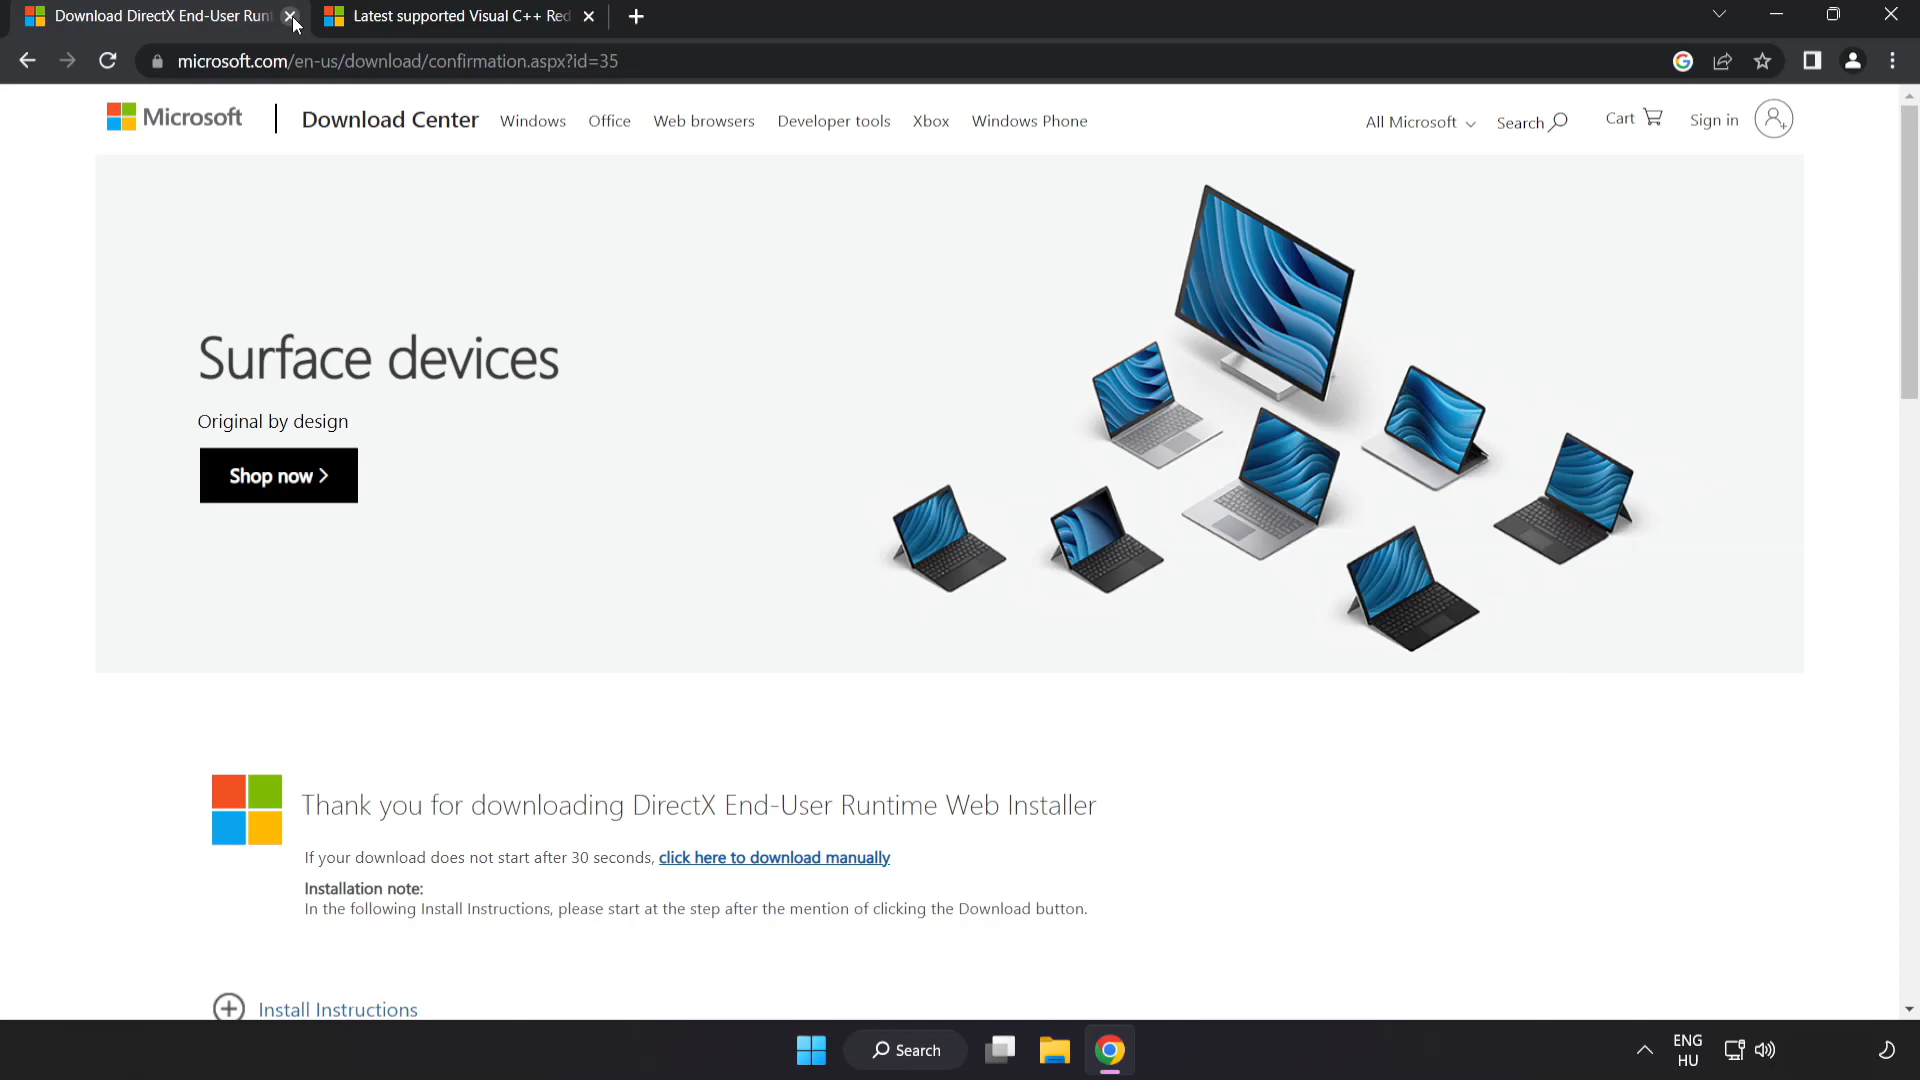 Download DirectX End-User Runt
Latest supported Visual C++ Red
microsoft.com/en-us/download/confirmation.aspx?id=35
Microsoft
Download Center
Windows
Office
Web browsers
Developer tools
Xbox
Windows Phone
All Microsoft
Search
Cart
Sign in
Surface devices
Original by design
Shop now
Thank you for downloading DirectX End-User Runtime Web Installer
If your download does not start after 30 seconds, click here to download manually
Installation note:
In the following Install Instructions, please start at the step after the mention of clicking the Download button.
Install Instructions
Search
ENG
HU